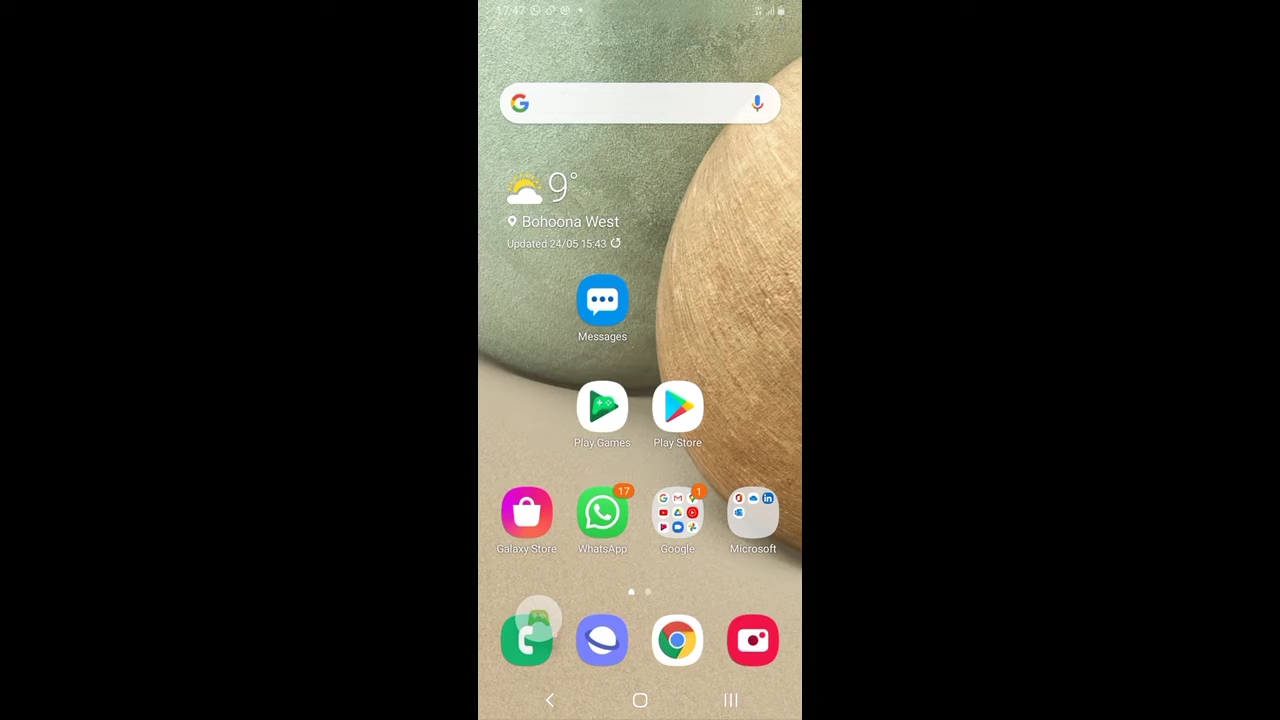 17:47
9°
Bohoona West
Updated 24/05 15:43
Messages
Play Games
Play Store
17
1
Galaxy Store
WhatsApp
Google
Microsoft